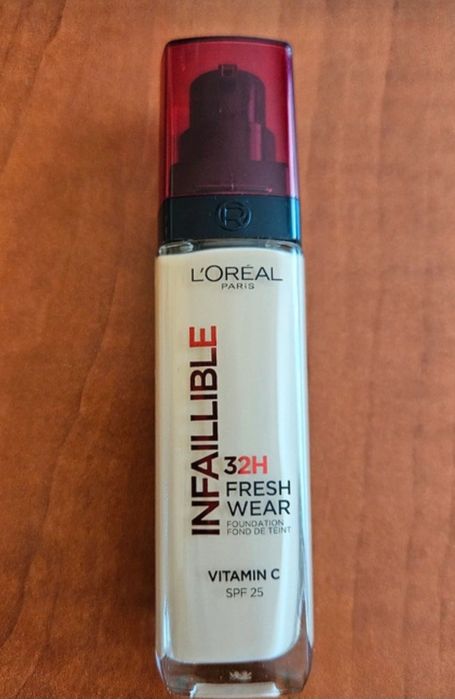 L'ORÉAL
PARIS
INFAILLIBLE
32H
FRESH
WEAR
FOUNDATION
FOND DE TEINT
VITAMIN C
SPF 25